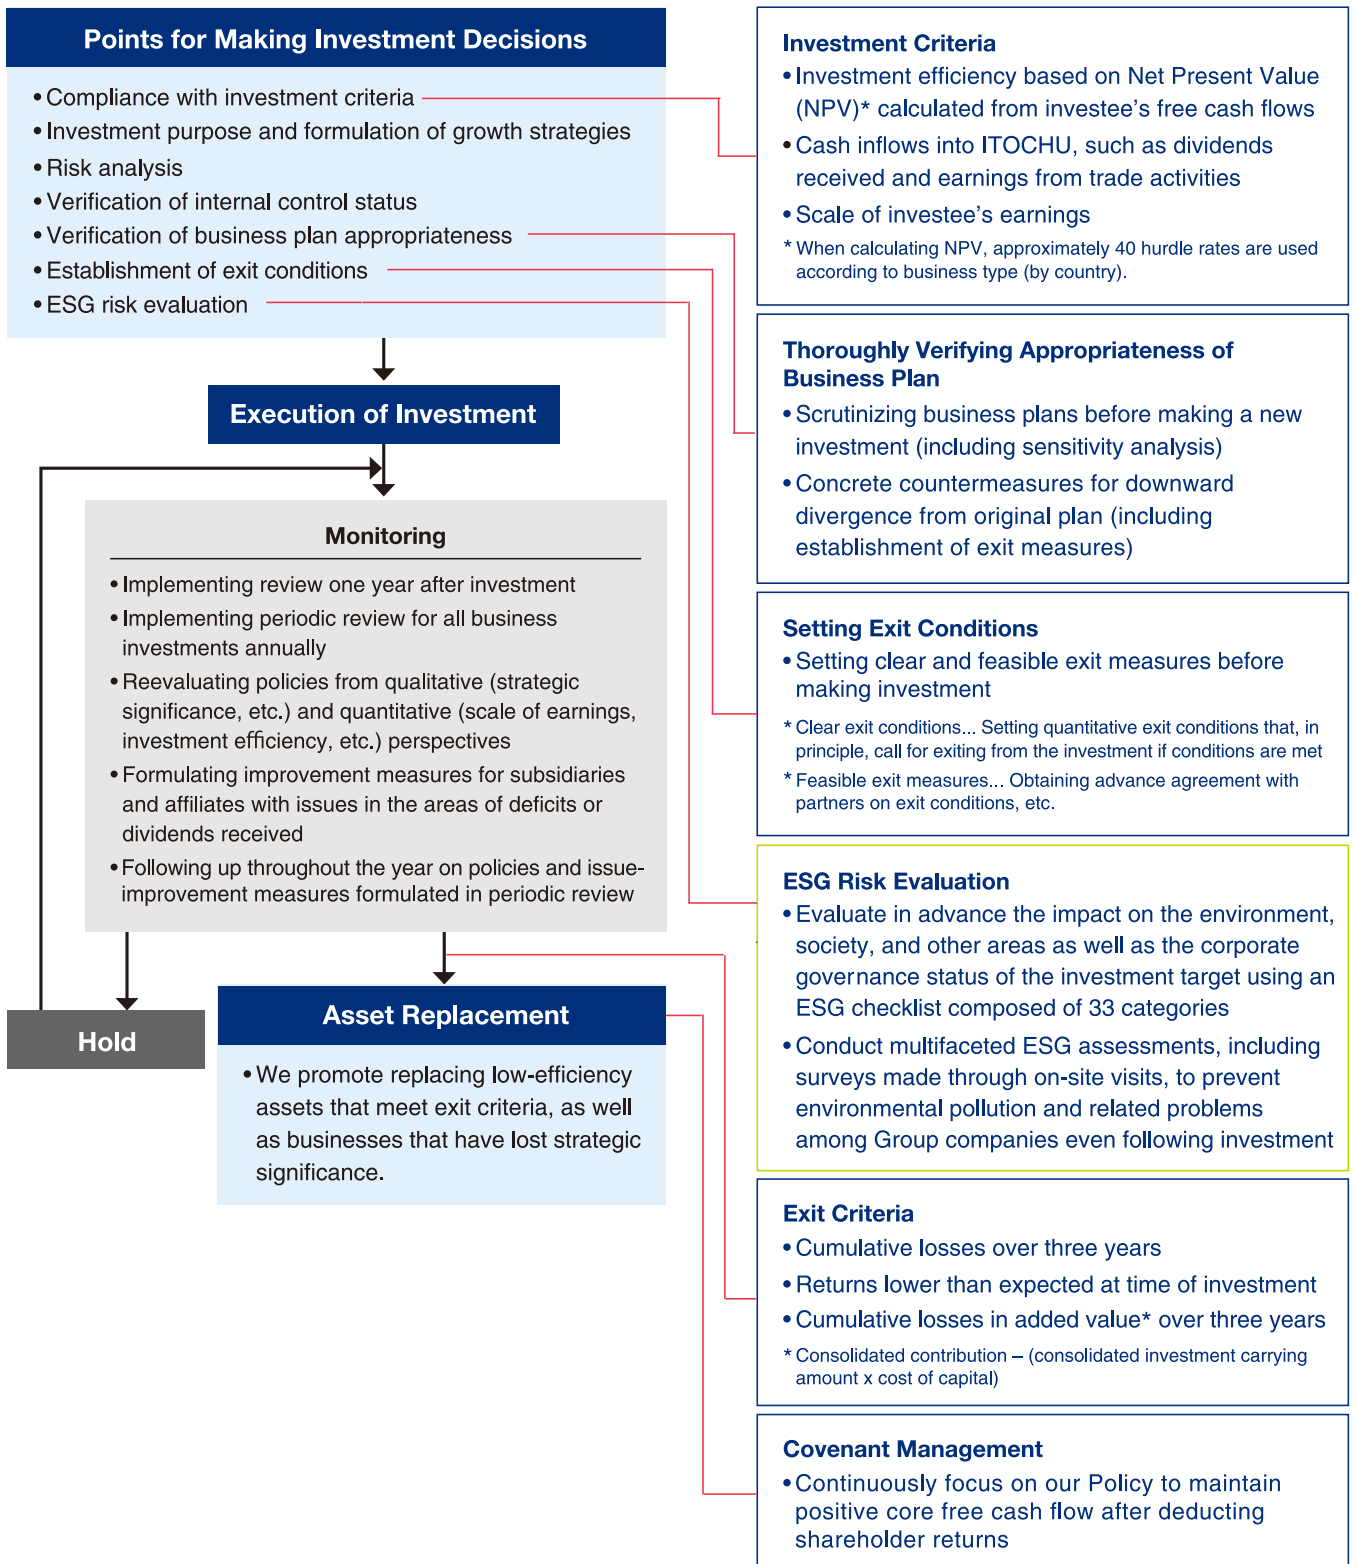 Points for Making Investment Decisions
• Compliance with investment criteria
• Investment purpose and formulation of growth strategies
• Risk analysis
• Verification of internal control status
• Verification of business plan appropriateness
• Establishment of exit conditions
• ESG risk evaluation
Execution of Investment
Monitoring
• Implementing review one year after investment
• Implementing periodic review for all business
investments annually
• Reevaluating policies from qualitative (strategic
significance, etc.) and quantitative (scale of earnings,
investment efficiency, etc.) perspectives
• Formulating improvement measures for subsidiaries
and affiliates with issues in the areas of deficits or
dividends received
• Following up throughout the year on policies and issue-
improvement measures formulated in periodic review
Hold
Asset Replacement
• We promote replacing low-efficiency
assets that meet exit criteria, as well
as businesses that have lost strategic
significance.
Investment Criteria
• Investment efficiency based on Net Present Value
(NPV)* calculated from investee's free cash flows
• Cash inflows into ITOCHU, such as dividends
received and earnings from trade activities
• Scale of investee's earnings
* When calculating NPV, approximately 40 hurdle rates are used
according to business type (by country).
Thoroughly Verifying Appropriateness of
Business Plan
• Scrutinizing business plans before making a new
investment (including sensitivity analysis)
• Concrete countermeasures for downward
divergence from original plan (including
establishment of exit measures)
Setting Exit Conditions
• Setting clear and feasible exit measures before
making investment
* Clear exit conditions... Setting quantitative exit conditions that, in
principle, call for exiting from the investment if conditions are met
* Feasible exit measures... Obtaining advance agreement with
partners on exit conditions, etc.
ESG Risk Evaluation
• Evaluate in advance the impact on the environment,
society, and other areas as well as the corporate
governance status of the investment target using an
ESG checklist composed of 33 categories
• Conduct multifaceted ESG assessments, including
surveys made through on-site visits, to prevent
environmental pollution and related problems
among Group companies even following investment
Exit Criteria
• Cumulative losses over three years
• Returns lower than expected at time of investment
• Cumulative losses in added value* over three years
* Consolidated contribution – (consolidated investment carrying
amount x cost of capital)
Covenant Management
• Continuously focus on our Policy to maintain
positive core free cash flow after deducting
shareholder returns